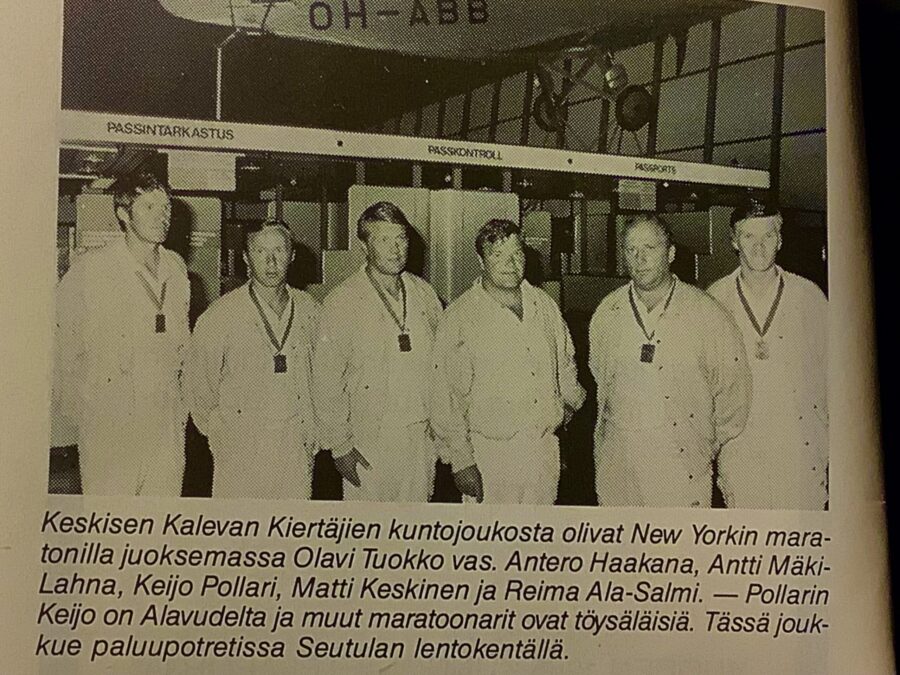 OH-ABB
PASSINTARKASTUS
PASSKONTROLL
PASSPORTS
Keskisen Kalevan Kiertäjien kuntojoukosta olivat New Yorkin mara-
tonilla juoksemassa Olavi Tuokko vas. Antero Haakana, Antti Mäki-
Lahna, Keijo Pollari, Matti Keskinen ja Reima Ala-Salmi. — Pollarin
Keijo on Alavudelta ja muut maratoonarit ovat töysäläisiä. Tässä jouk-
kue paluupotretissa Seutulan lentokentällä.